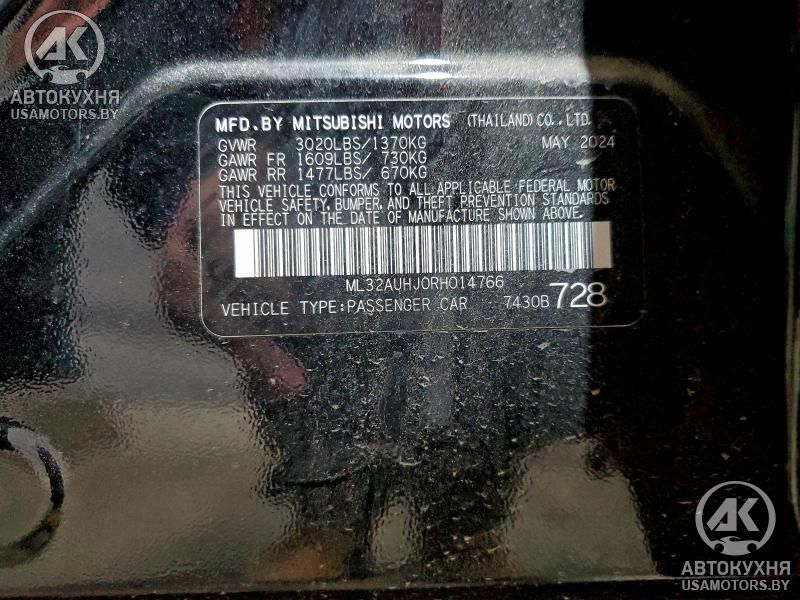 АК
АВТОКУХНЯ
USAMOTORS.BY
MFD.BY MITSUBISHI MOTORS (THAILAND) CO., LTD.
GVWR 3020LBS/1370KG MAY 2024
GAWR FR 1609LBS/ 730KG
GAWR RR 1477LBS/ 670KG
THIS VEHICLE CONFORMS TO ALL APPLICABLE FEDERAL MOTOR
VEHICLE SAFETY, BUMPER, AND THEFT PREVENTION STANDARDS
IN EFFECT ON THE DATE OF MANUFACTURE SHOWN ABOVE.
ML32AUHJ0RH014766
VEHICLE TYPE:PASSENGER CAR 7430B 728
АК
АВТОКУХНЯ
USAMOTORS.BY